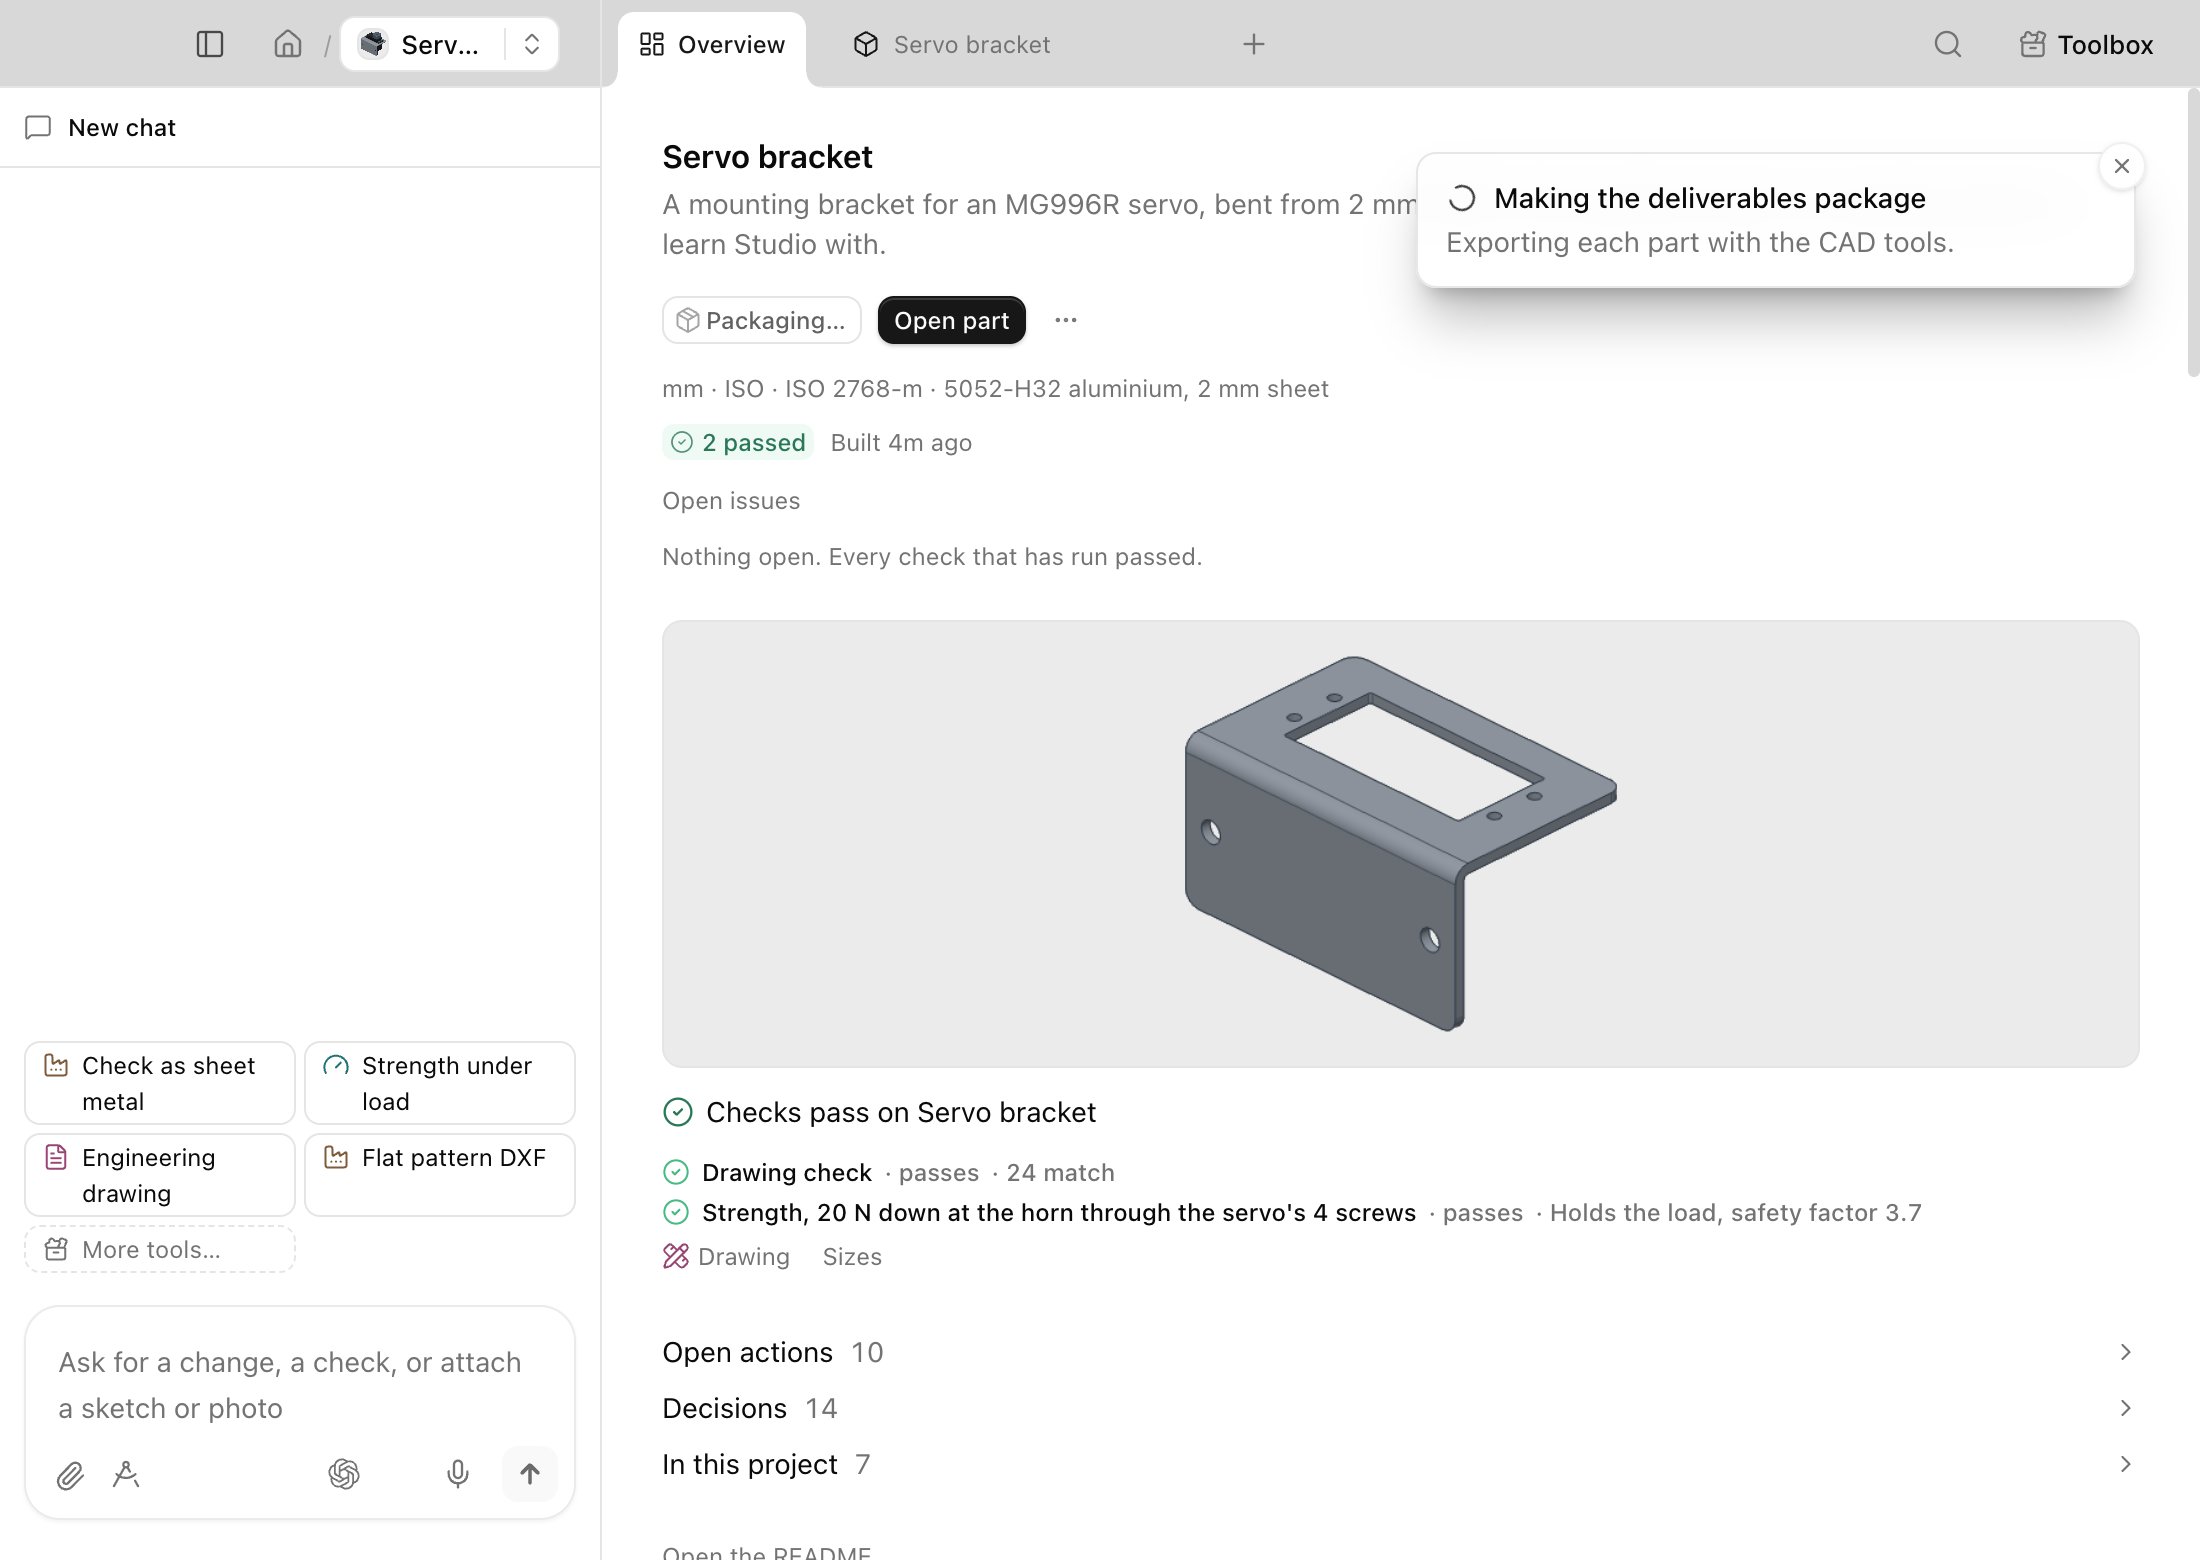 Serv...
Overview
Servo bracket
Toolbox
New chat
Servo bracket
A mounting bracket for an MG996R servo, bent from 2 mm
learn Studio with.
Making the deliverables package
Exporting each part with the CAD tools.
Packaging...
Open part
mm · ISO · ISO 2768-m · 5052-H32 aluminium, 2 mm sheet
2 passed
Built 4m ago
Open issues
Nothing open. Every check that has run passed.
Checks pass on Servo bracket
Drawing check · passes · 24 match
Strength, 20 N down at the horn through the servo's 4 screws · passes · Holds the load, safety factor 3.7
Drawing
Sizes
Open actions 10
Decisions 14
In this project 7
Open the README
Check as sheet
metal
Strength under
load
Engineering
drawing
Flat pattern DXF
More tools...
Ask for a change, a check, or attach
a sketch or photo